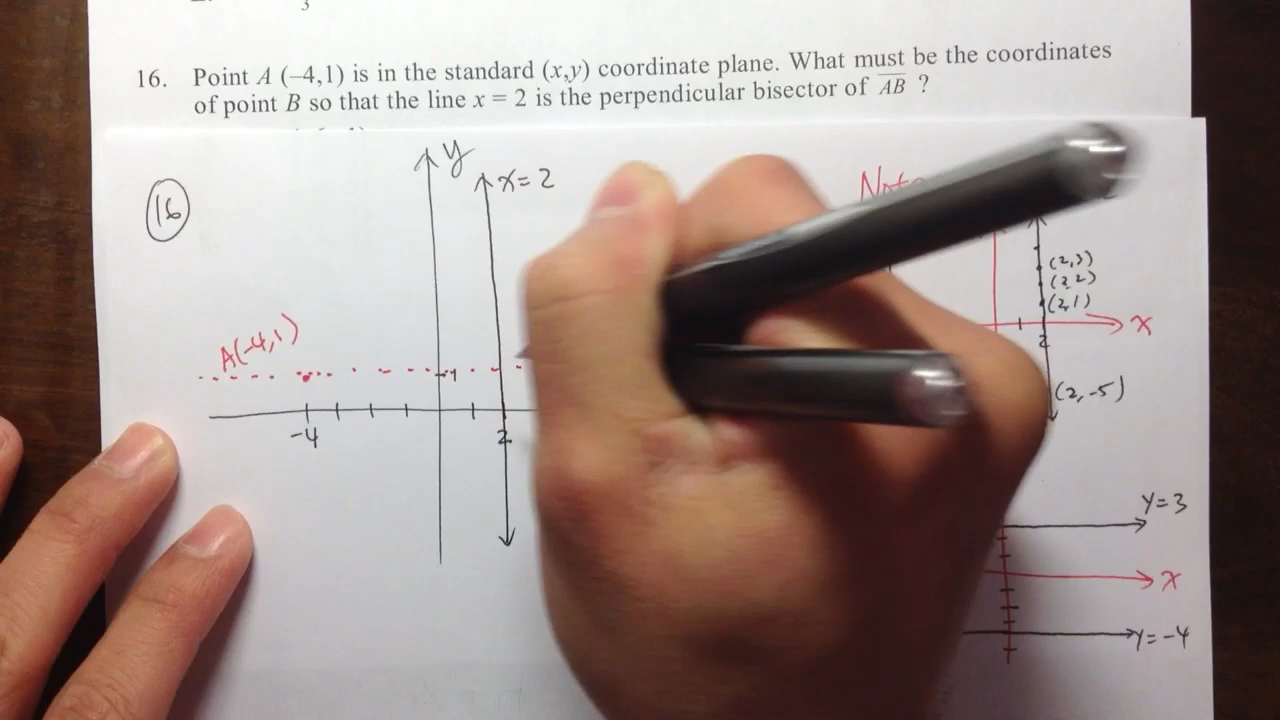 3
16. Point A (−4,1) is in the standard (x,y) coordinate plane. What must be the coordinates
of point B so that the line x = 2 is the perpendicular bisector of AB ?
16
y
x=2
A(-4,1)
1
-4
2
(2,3)
(2,2)
(2,1)
x
2
(2,-5)
y=3
x
y=-4